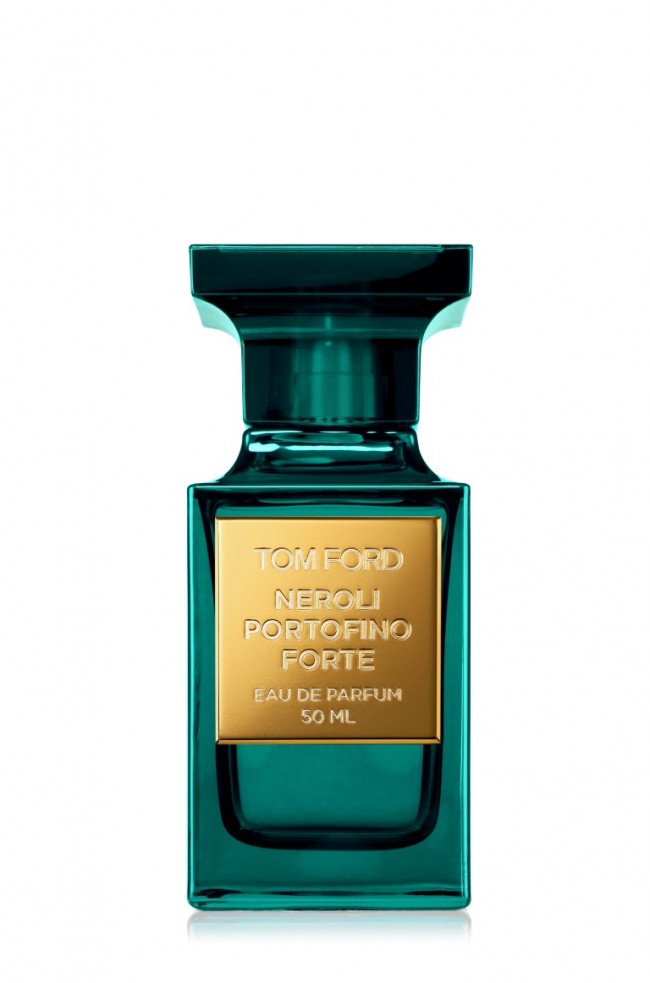 TOM FORD
NEROLI
PORTOFINO
FORTE
EAU DE PARFUM
50 ML